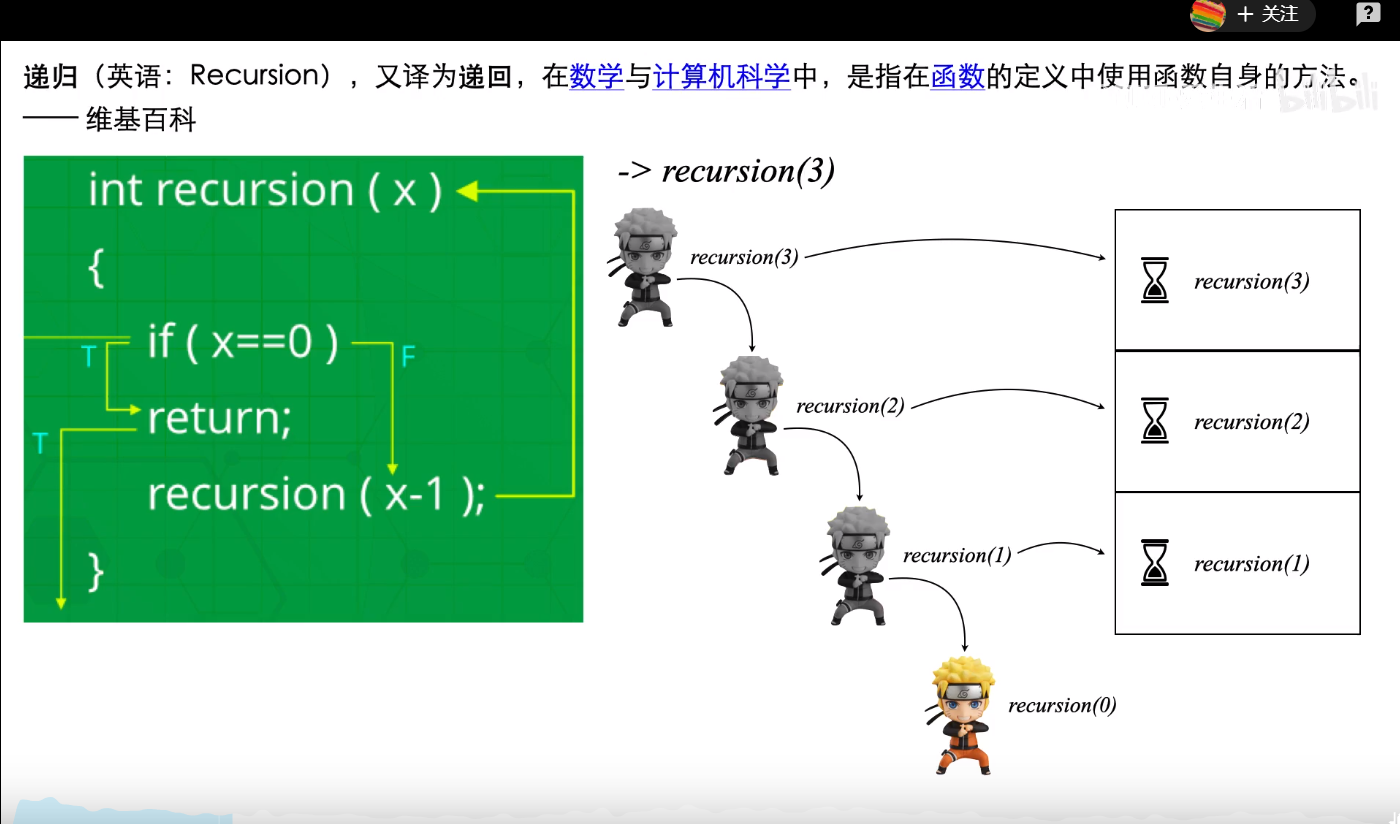 + 关注
递归（英语：Recursion），又译为递回，在数学与计算机科学中，是指在函数的定义中使用函数自身的方法。
—— 维基百科
bilibili
int recursion ( x )
{
if ( x==0 )
T
F
return;
T
recursion ( x-1 );
}
-> recursion(3)
recursion(3)
recursion(2)
recursion(1)
recursion(0)
recursion(3)
recursion(2)
recursion(1)